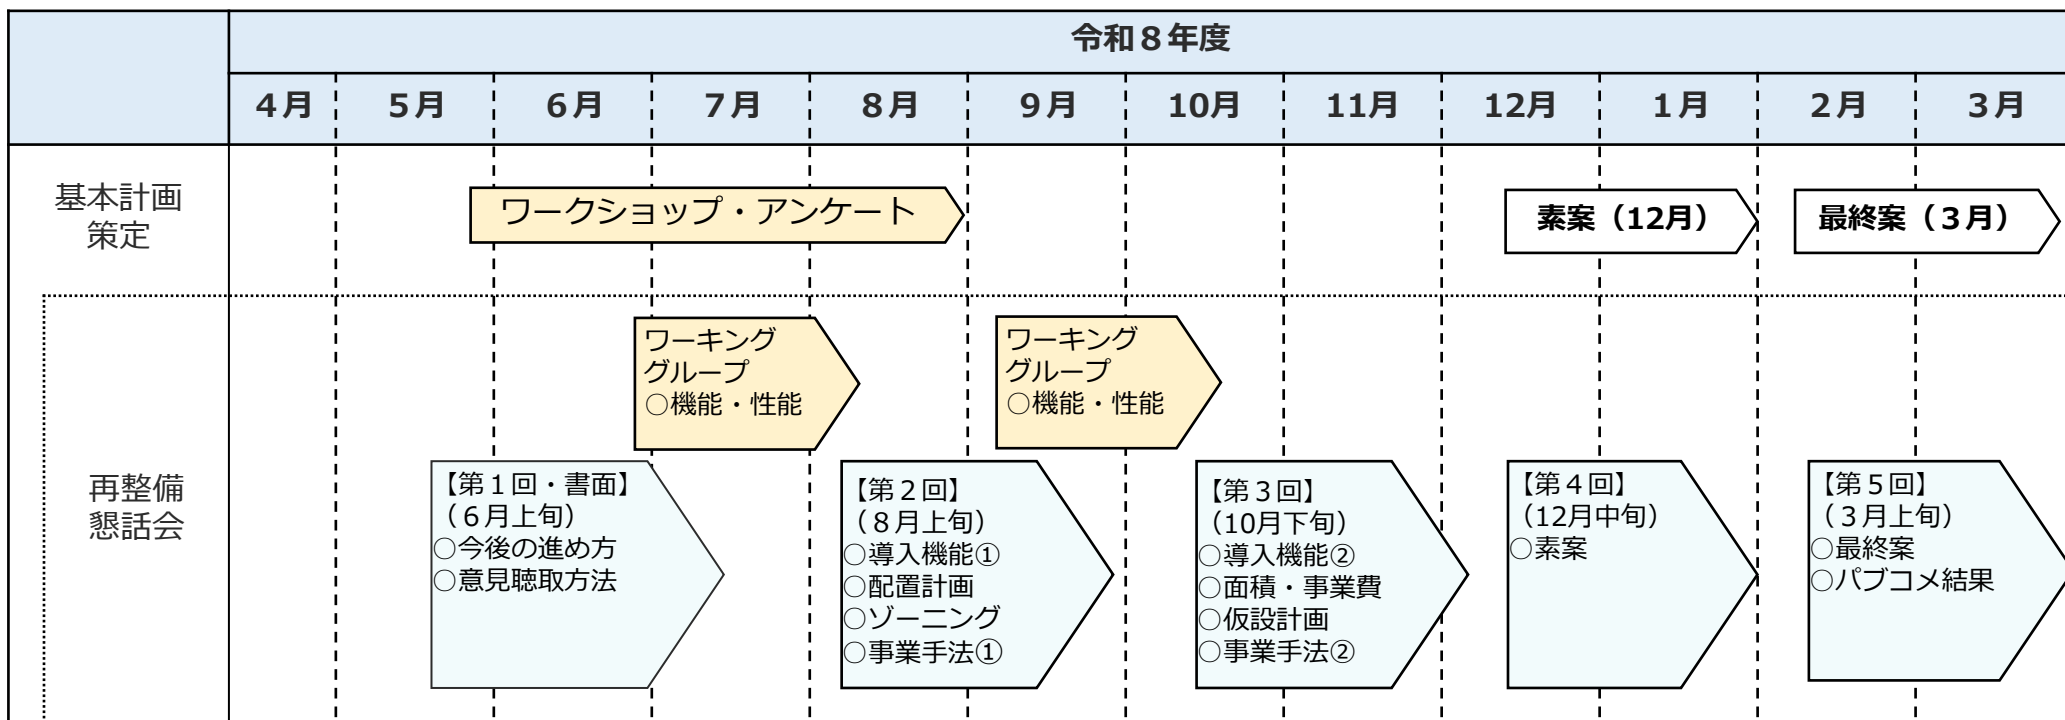 令和８年度
４月
５月
６月
７月
８月
９月
10月
11月
12月
１月
２月
３月
基本計画
策定
ワークショップ・アンケート
素案（12月）
最終案（３月）
再整備
懇話会
ワーキング
グループ
○機能・性能
ワーキング
グループ
○機能・性能
【第１回・書面】
（６月上旬）
○今後の進め方
○意見聴取方法
【第２回】
（８月上旬）
○導入機能①
○配置計画
○ゾーニング
○事業手法①
【第３回】
（10月下旬）
○導入機能②
○面積・事業費
○仮設計画
○事業手法②
【第４回】
（12月中旬）
○素案
【第５回】
（３月上旬）
○最終案
○パブコメ結果